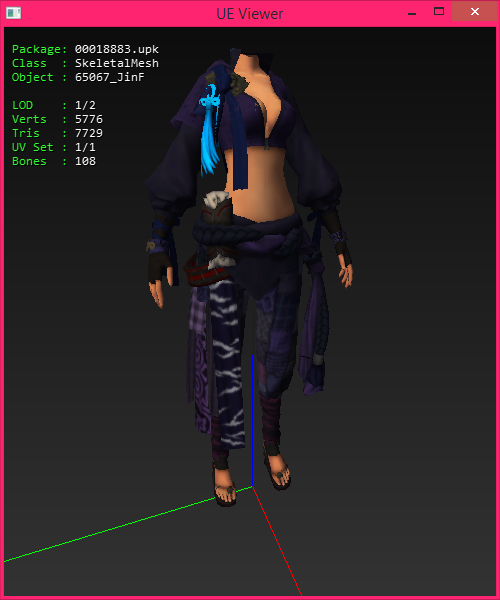 UE Viewer
Package: 00018883.upk
Class  : SkeletalMesh
Object : 65067_JinF
LOD    : 1/2
Verts  : 5776
Tris   : 7729
UV Set : 1/1
Bones  : 108